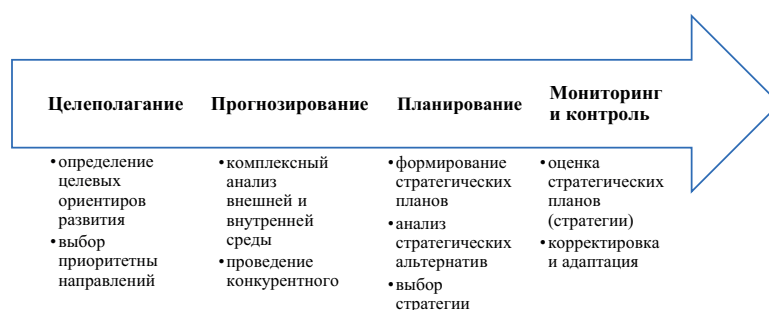 Целеполагание
Прогнозирование
Планирование
Мониторинг
и контроль
• определение
целевых
ориентиров
развития
• выбор
приоритетны
направлений
• комплексный
анализ
внешней и
внутренней
среды
• проведение
конкурентного
• формирование
стратегических
планов
• анализ
стратегических
альтернатив
• выбор
стратегии
• оценка
стратегических
планов
(стратегии)
• корректировка
и адаптация